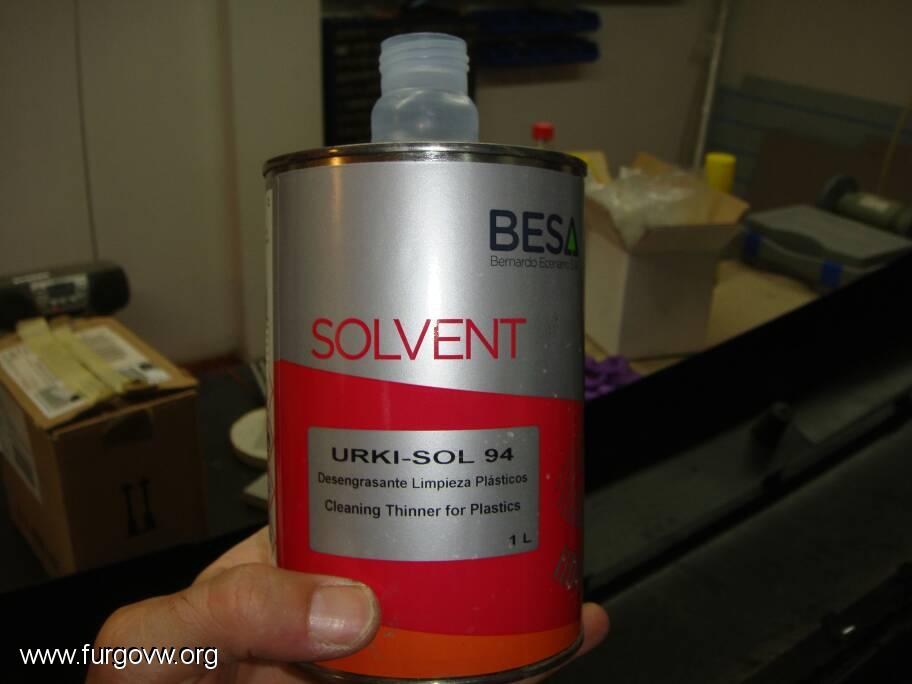 BESA
Bernardo Ecenarro S.A.
SOLVENT
URKI-SOL 94
Desengrasante Limpieza Plásticos
Cleaning Thinner for Plastics
1 L
www.furgovw.org